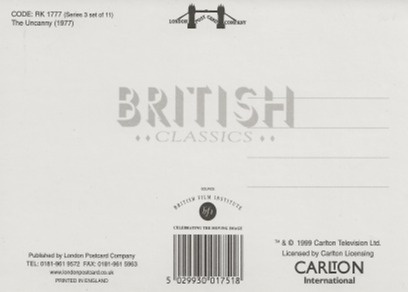 CODE: RK 1777 (Series 3 set of 11)
The Uncanny (1977)
LONDON POST CARD COMPANY
BRITISH
CLASSICS
BRITISH FILM INSTITUTE
bfi
CELEBRATING THE MOVING IMAGE
Published by London Postcard Company
TEL: 0181-961 9572 FAX: 0181-961 5963
www.londonpostcard.co.uk
PRINTED IN ENGLAND
5 029930 017518
™ & © 1999 Carlton Television Ltd.
Licensed by Carlton Licensing
CARLTON
International